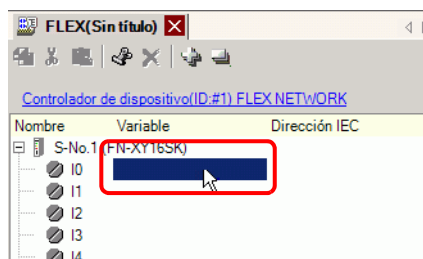 FLEX(Sin título)
Controlador de dispositivo(ID:#1) FLEX NETWORK
Nombre Variable Dirección IEC
S-No.1 (FN-XY16SK)
I0
I1
I2
I3
I4